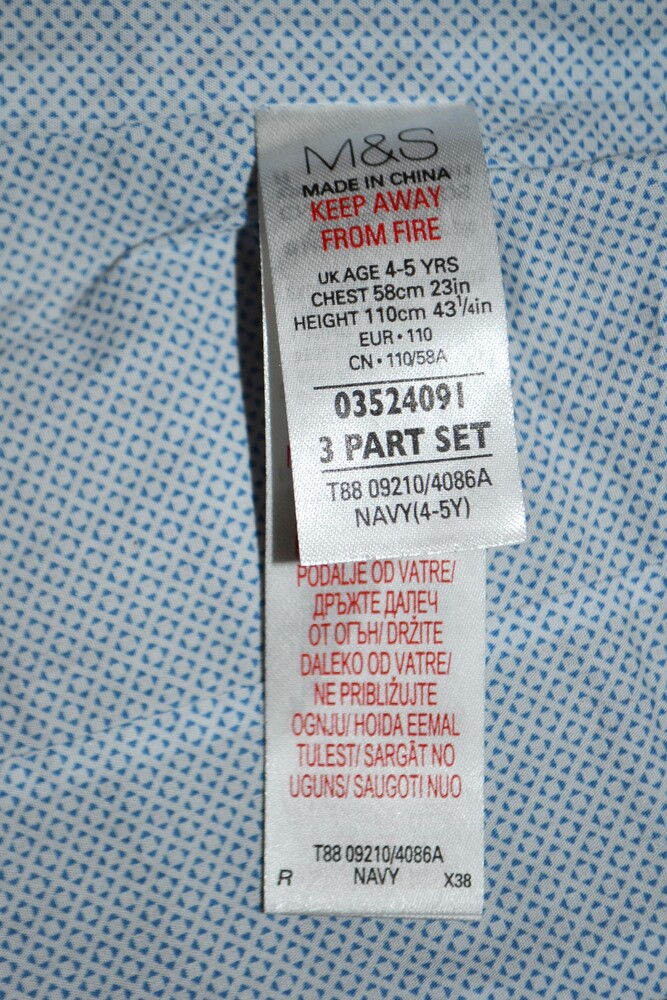 M&S
MADE IN CHINA
KEEP AWAY
FROM FIRE
UK AGE 4-5 YRS
CHEST 58cm 23in
HEIGHT 110cm 43¼in
EUR • 110
CN • 110/58A
03524091
3 PART SET
T88 09210/4086A
NAVY(4-5Y)
PODALJE OD VATRE/
ДРЪЖТЕ ДАЛЕЧ
ОТ ОГЪН/ DRŽITE
DALEKO OD VATRE/
NE PRIBLIŽUJTE
OGNJU/ HOIDA EEMAL
TULEST/ SARGĀT NO
UGUNS/ SAUGOTI NUO
T88 09210/4086A
R NAVY X38